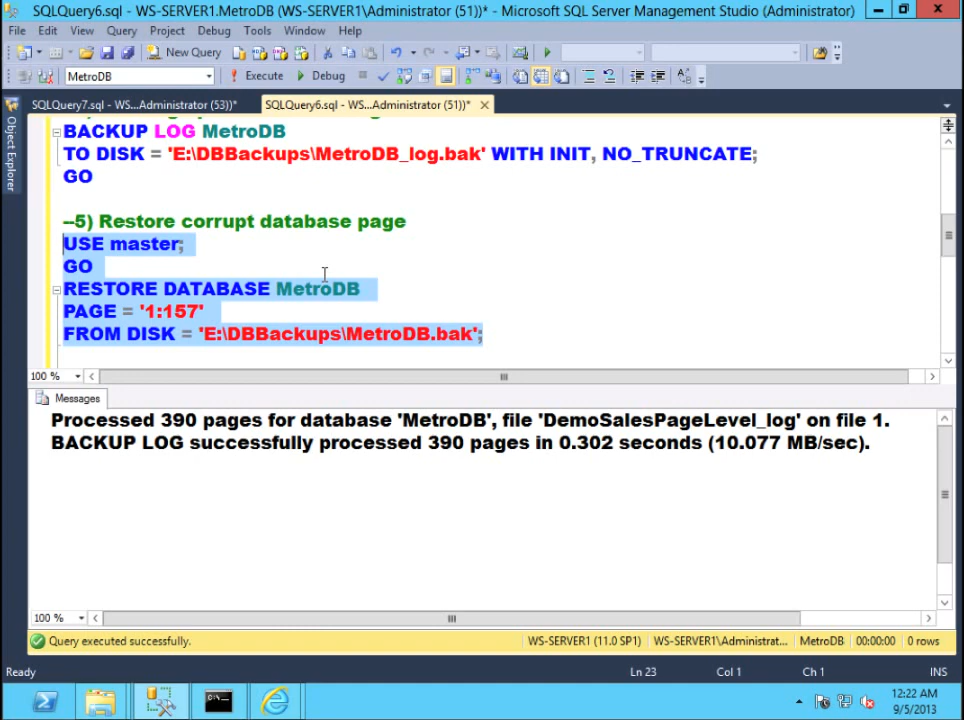 SQLQuery6.sql - WS-SERVER1.MetroDB (WS-SERVER1\Administrator (51))* - Microsoft SQL Server Management Studio (Administrator)
File Edit View Query Project Debug Tools Window Help
New Query
MetroDB Execute Debug
SQLQuery7.sql - WS...Administrator (53))* SQLQuery6.sql - WS...Administrator (51))*
Object Explorer
BACKUP LOG MetroDB
TO DISK = 'E:\DBBackups\MetroDB_log.bak' WITH INIT, NO_TRUNCATE;
GO
--5) Restore corrupt database page
USE master;
GO
RESTORE DATABASE MetroDB
PAGE = '1:157'
FROM DISK = 'E:\DBBackups\MetroDB.bak';
100 %
Messages
Processed 390 pages for database 'MetroDB', file 'DemoSalesPageLevel_log' on file 1.
BACKUP LOG successfully processed 390 pages in 0.302 seconds (10.077 MB/sec).
100 %
Query executed successfully. WS-SERVER1 (11.0 SP1) WS-SERVER1\Administrat... MetroDB 00:00:00 0 rows
Ready Ln 23 Col 1 Ch 1 INS
12:22 AM
9/5/2013